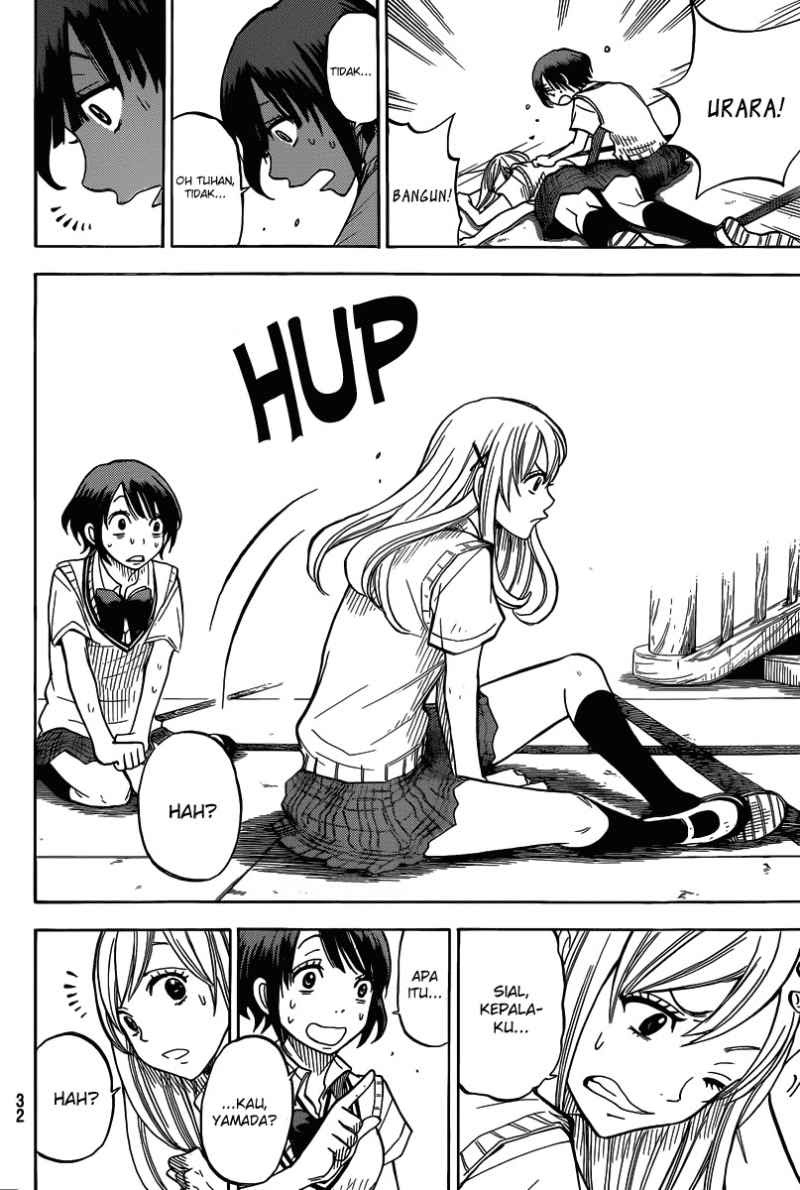 URARA!
BANGUN!
TIDAK...
OH TUHAN,
TIDAK...
HUP
HAH?
SIAL,
KEPALA-
KU...
APA
ITU...
...KAU,
YAMADA?
HAH?
32